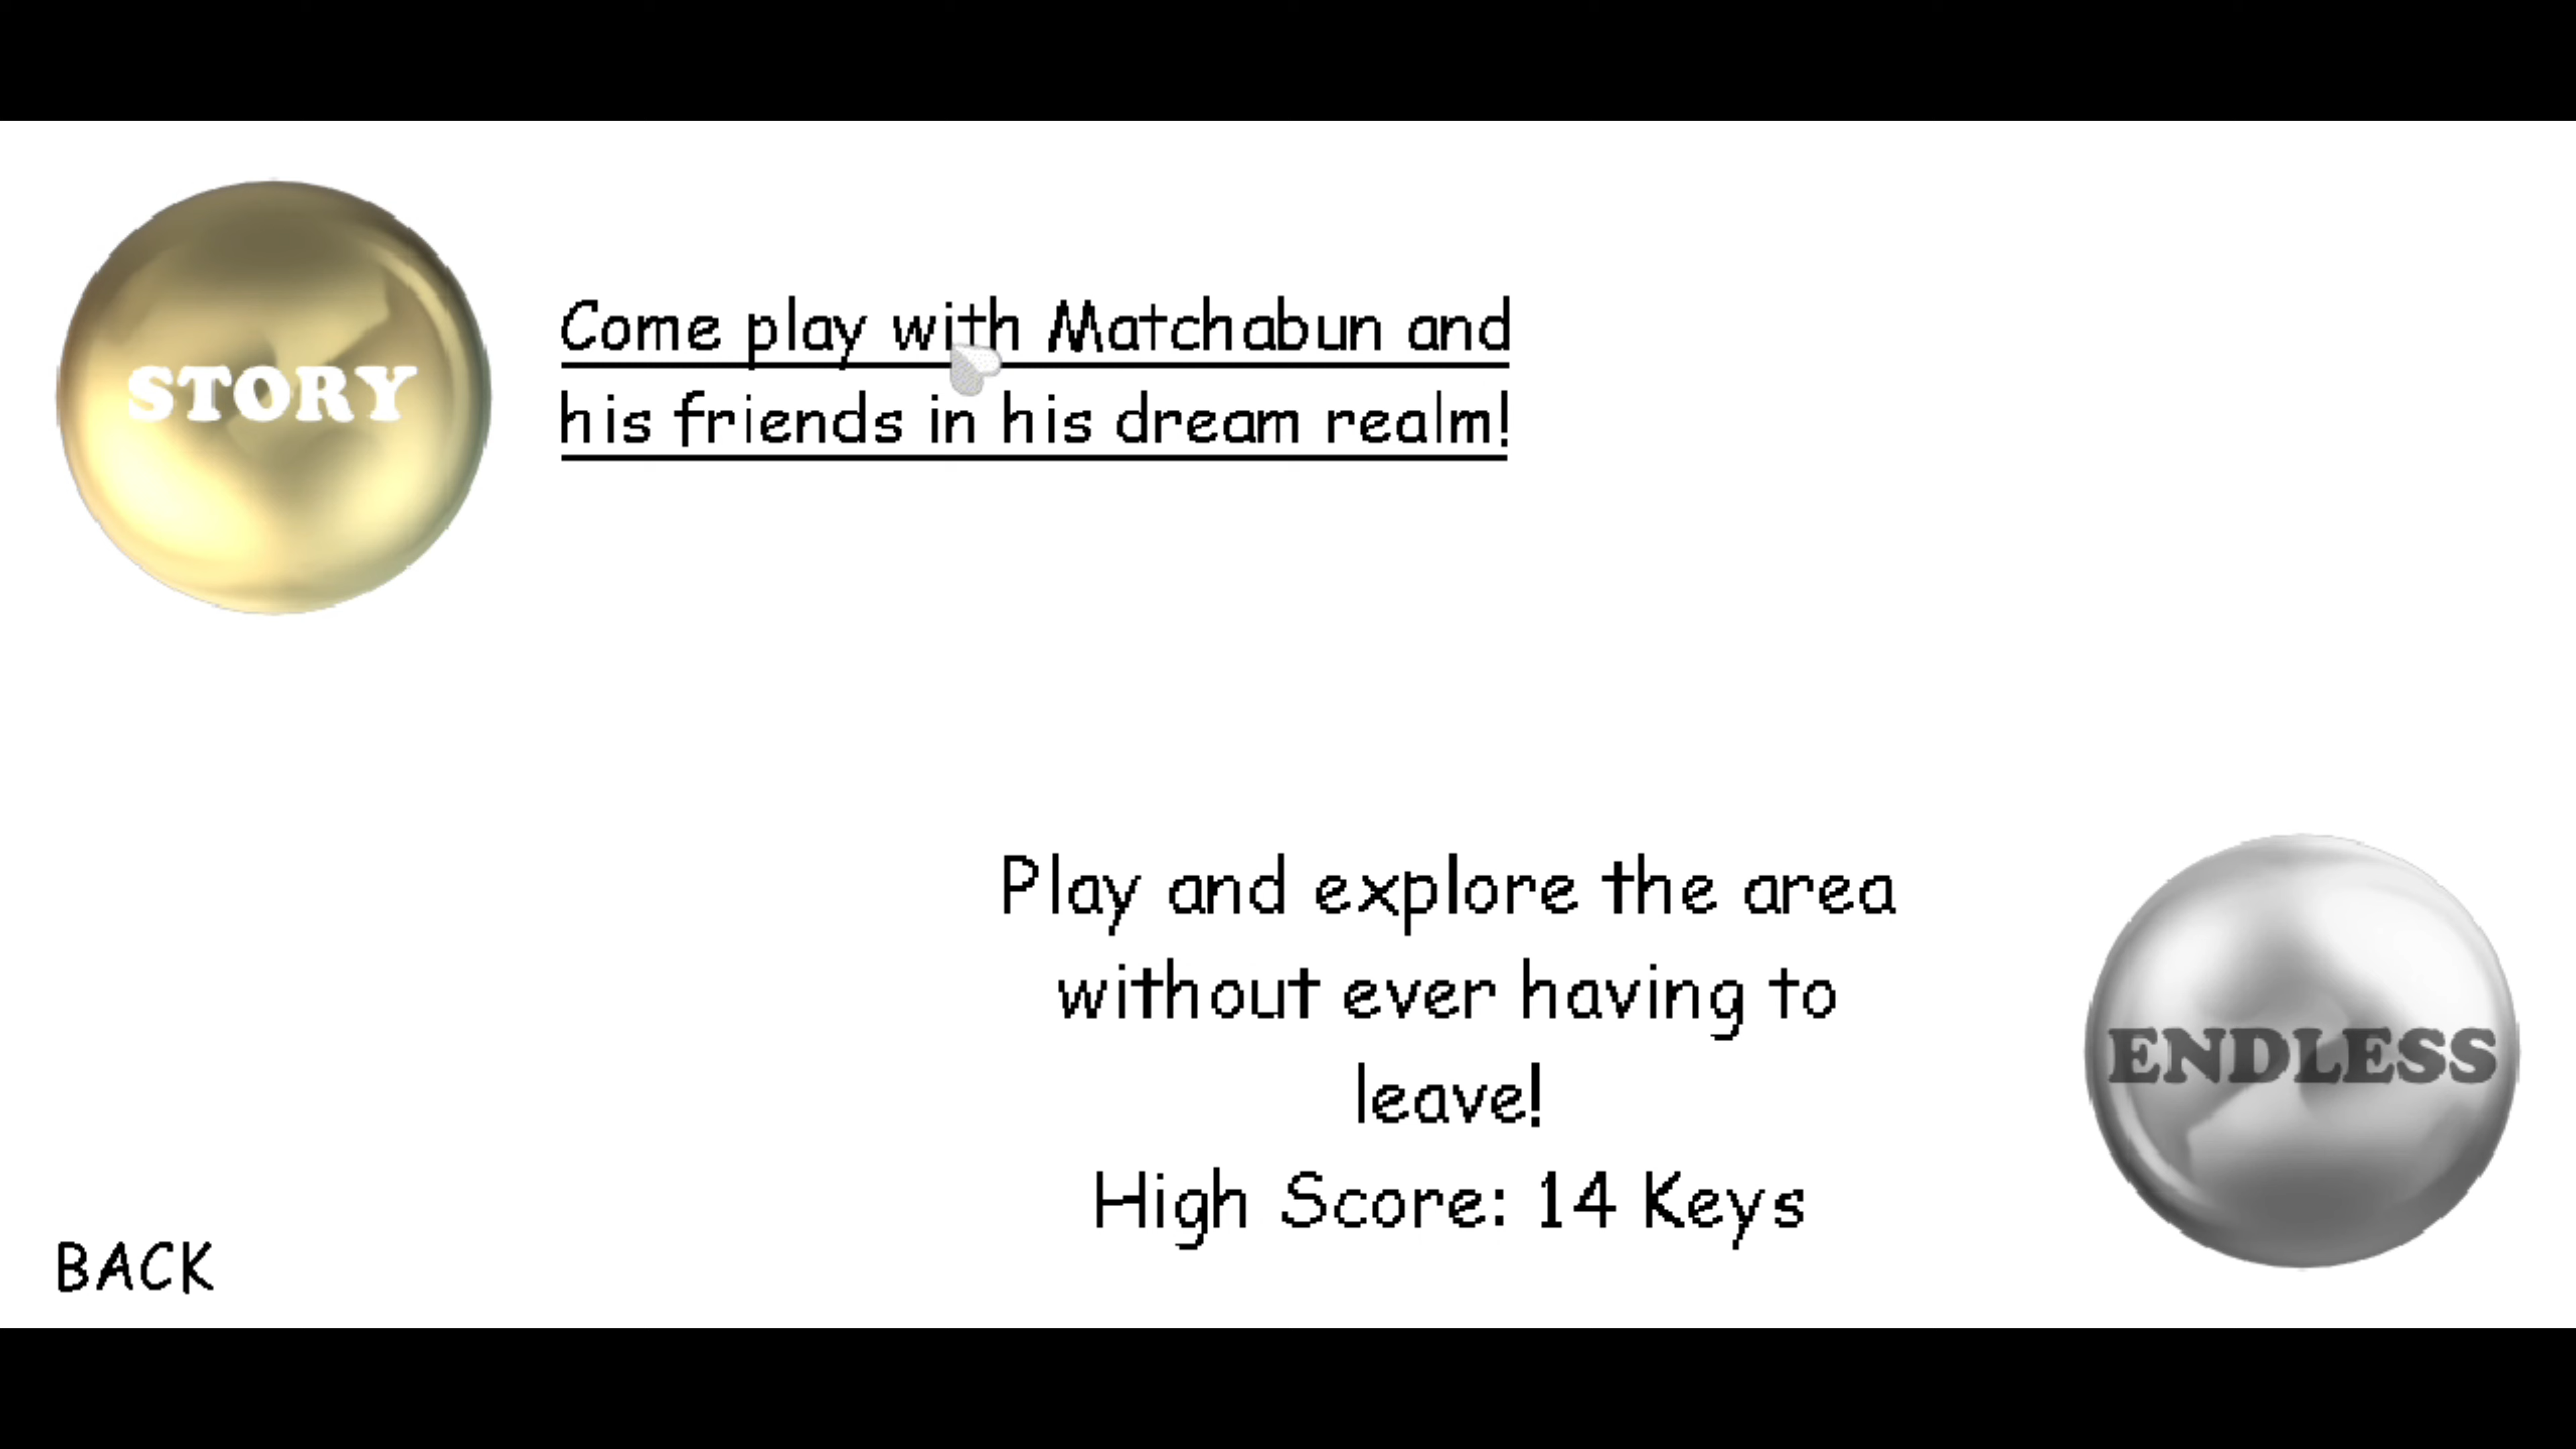 STORY
Come play with Matchabun and
his friends in his dream realm!
Play and explore the area
without ever having to
leave!
High Score: 14 Keys
ENDLESS
BACK